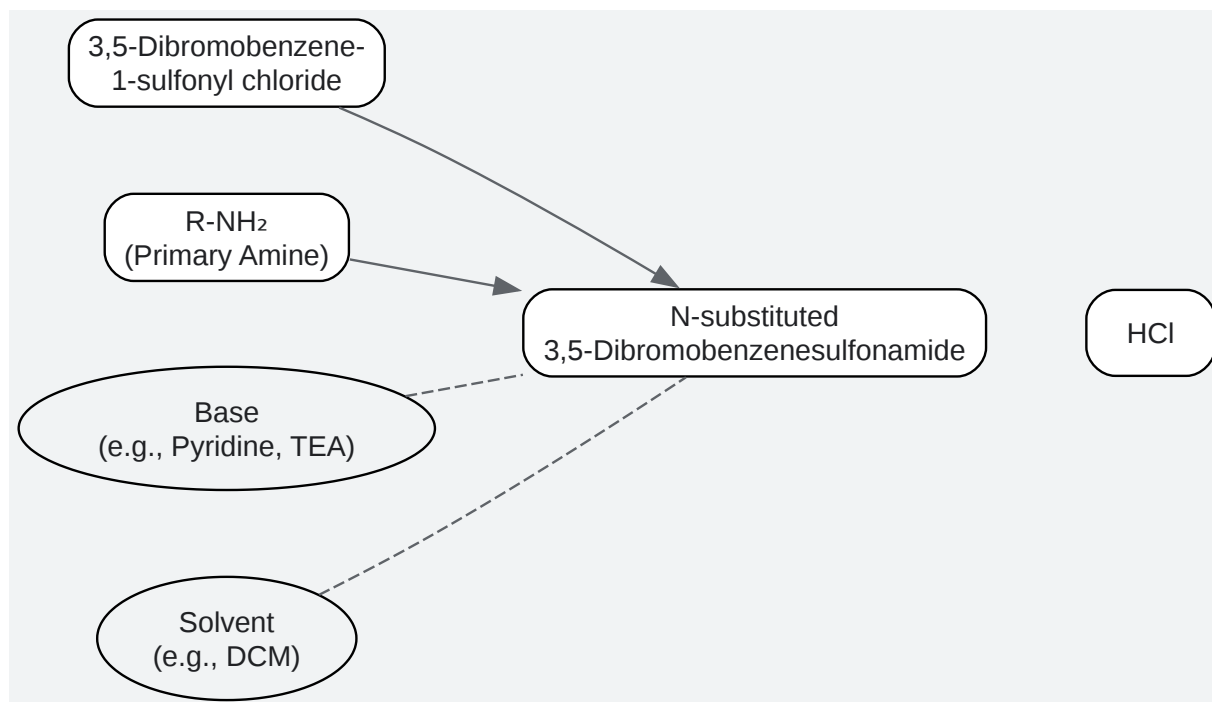 3,5-Dibromobenzene-
1-sulfonyl chloride
R-NH₂
(Primary Amine)
N-substituted
3,5-Dibromobenzenesulfonamide
HCl
Base
(e.g., Pyridine, TEA)
Solvent
(e.g., DCM)